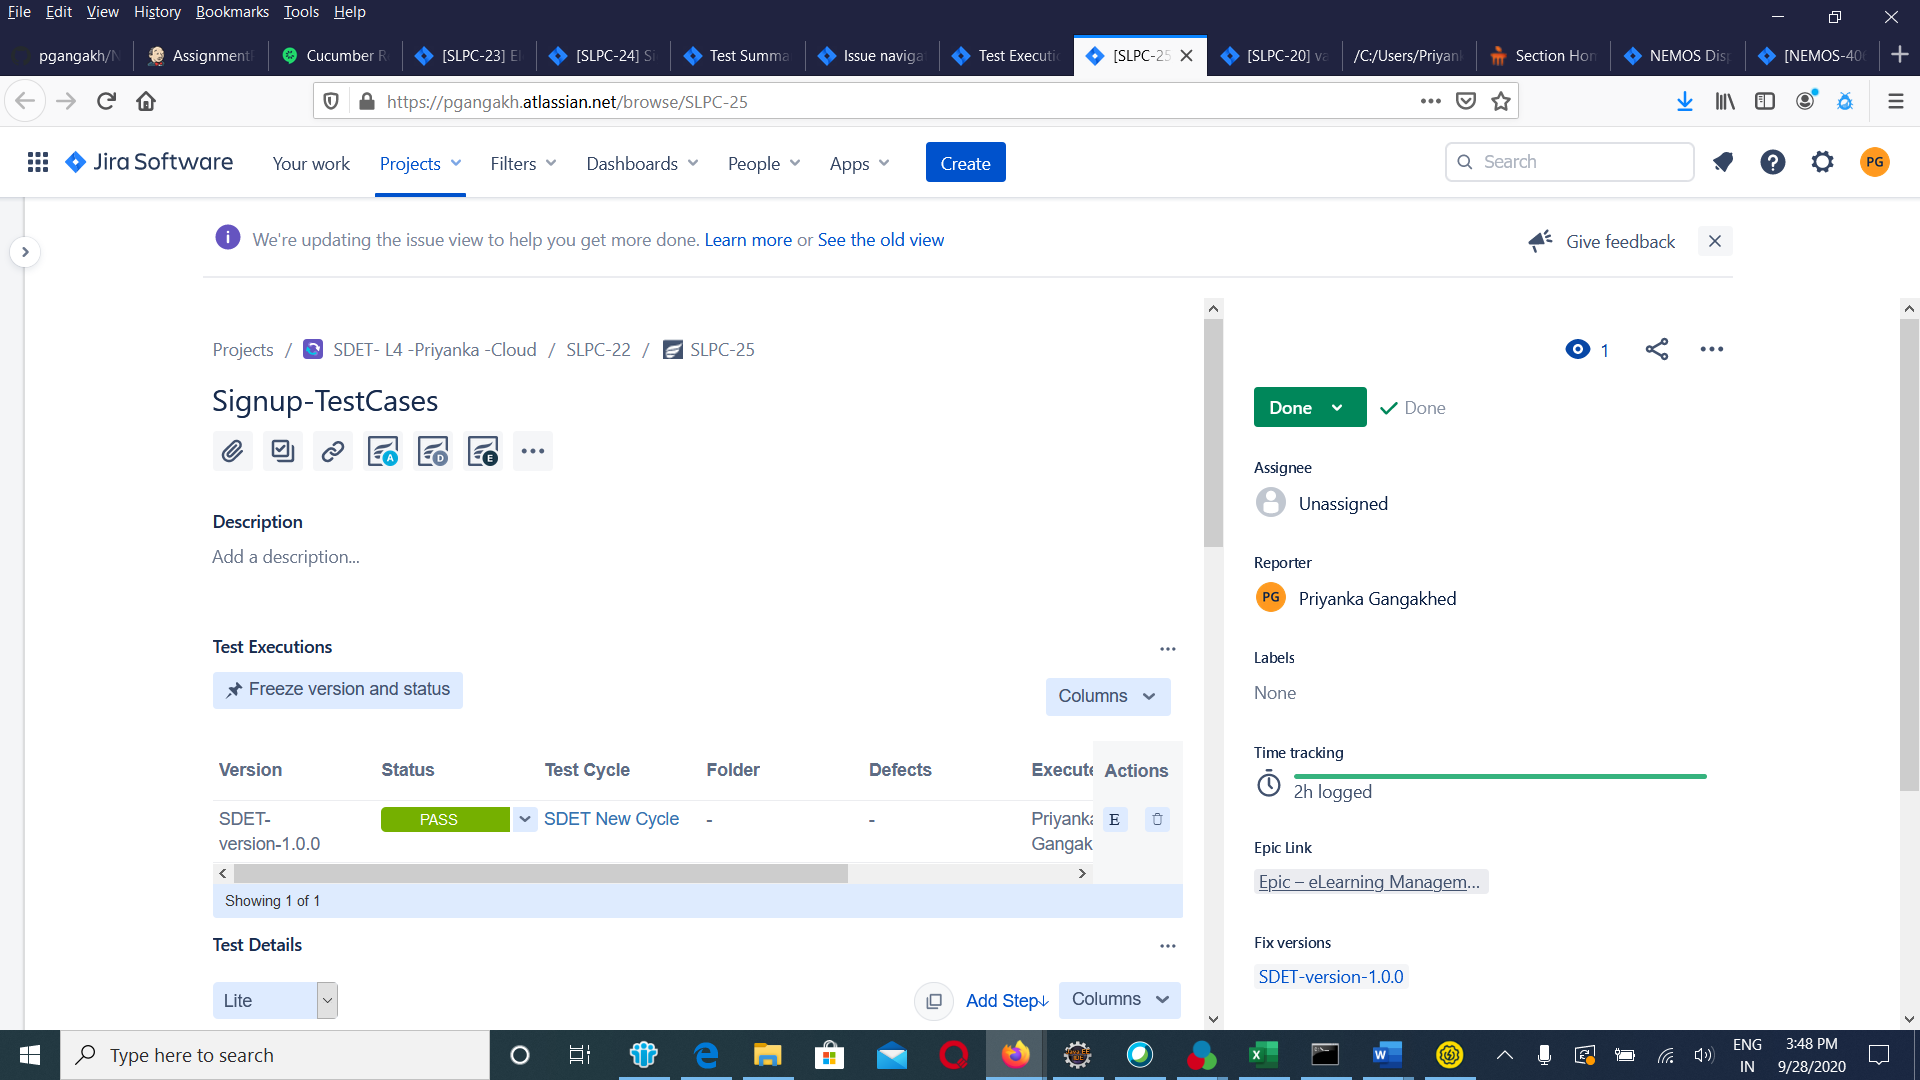 File Edit View History Bookmarks Tools Help
pgangakh/N Assignment Cucumber Re [SLPC-23] El [SLPC-24] Si Test Summa Issue naviga Test Executio [SLPC-25 [SLPC-20] va /C:/Users/Priyank Section Hom NEMOS Disp [NEMOS-406
https://pgangakh.atlassian.net/browse/SLPC-25
Jira Software Your work Projects Filters Dashboards People Apps Create Search PG
We're updating the issue view to help you get more done. Learn more or See the old view Give feedback
Projects / SDET- L4 -Priyanka -Cloud / SLPC-22 / SLPC-25 1
Signup-TestCases
Done Done
A D E
Assignee
Unassigned
Description
Add a description...
Reporter
PG Priyanka Gangakhed
Test Executions
Labels
Freeze version and status Columns
None
Time tracking
Version Status Test Cycle Folder Defects Execute Actions
2h logged
SDET- PASS SDET New Cycle - - Priyanka E
version-1.0.0 Gangak
Epic Link
Epic – eLearning Managem...
Showing 1 of 1
Test Details
Fix versions
SDET-version-1.0.0
Lite Add Step↓ Columns
Type here to search
ENG 3:48 PM
IN 9/28/2020